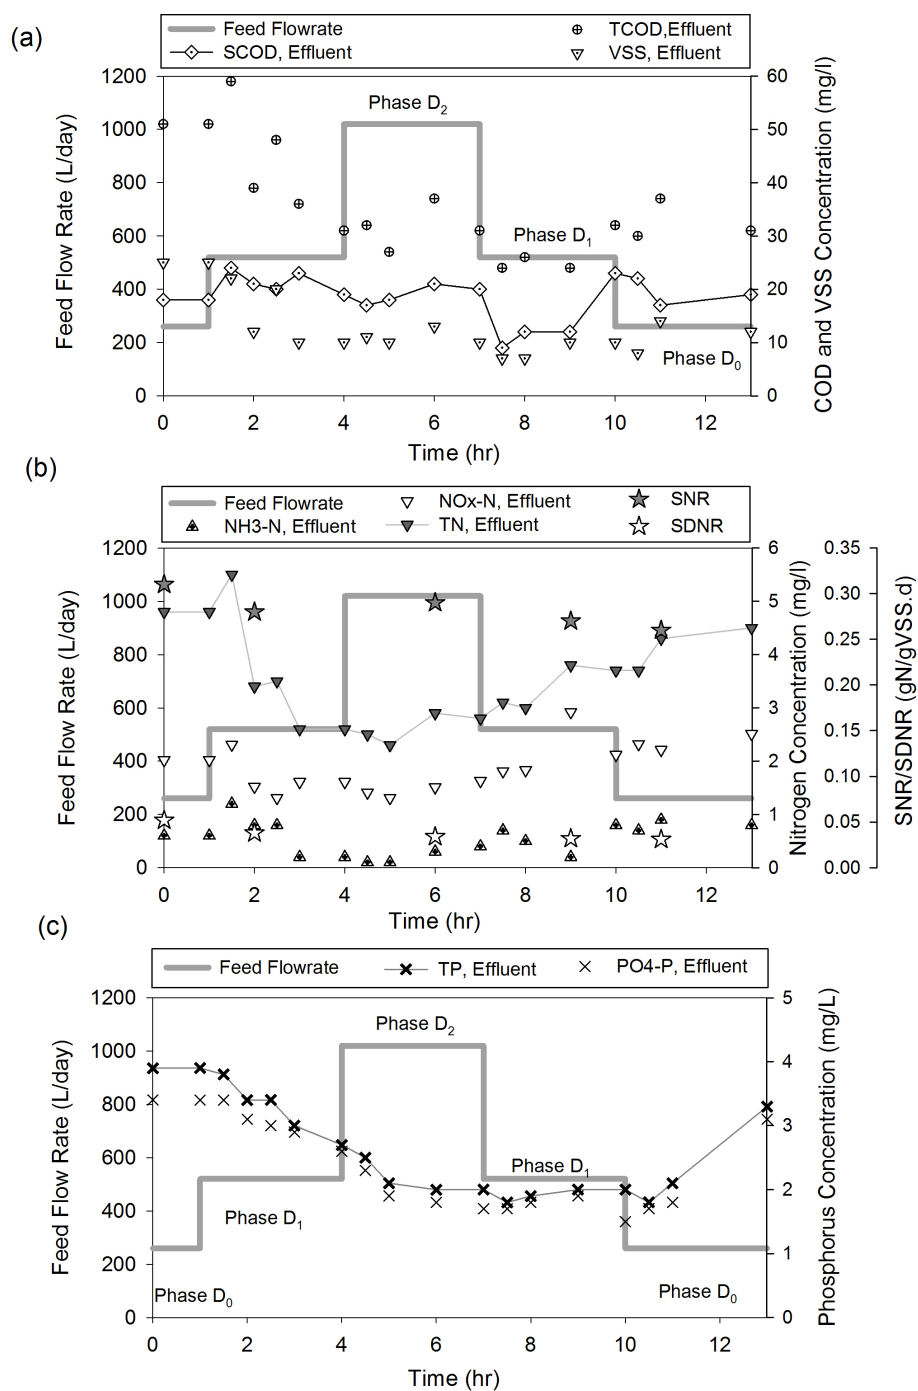 (a)
Feed Flowrate
TCOD,Effluent
SCOD, Effluent
VSS, Effluent
1200
1000
800
600
400
200
0
Feed Flow Rate (L/day)
60
50
40
30
20
10
0
COD and VSS Concentration (mg/l)
Phase D2
Phase D1
Phase D0
0 2 4 6 8 10 12
Time (hr)
(b)
Feed Flowrate
NOx-N, Effluent
SNR
NH3-N, Effluent
TN, Effluent
SDNR
1200
1000
800
600
400
200
0
Feed Flow Rate (L/day)
6
5
4
3
2
1
0
Nitrogen Concentration (mg/l)
0.35
0.30
0.25
0.20
0.15
0.10
0.05
0.00
SNR/SDNR (gN/gVSS.d)
0 2 4 6 8 10 12
Time (hr)
(c)
Feed Flowrate
TP, Effluent
PO4-P, Effluent
1200
1000
800
600
400
200
0
Feed Flow Rate (L/day)
5
4
3
2
1
0
Phosphorus Concentration (mg/L)
Phase D2
Phase D1
Phase D1
Phase D0
Phase D0
0 2 4 6 8 10 12
Time (hr)